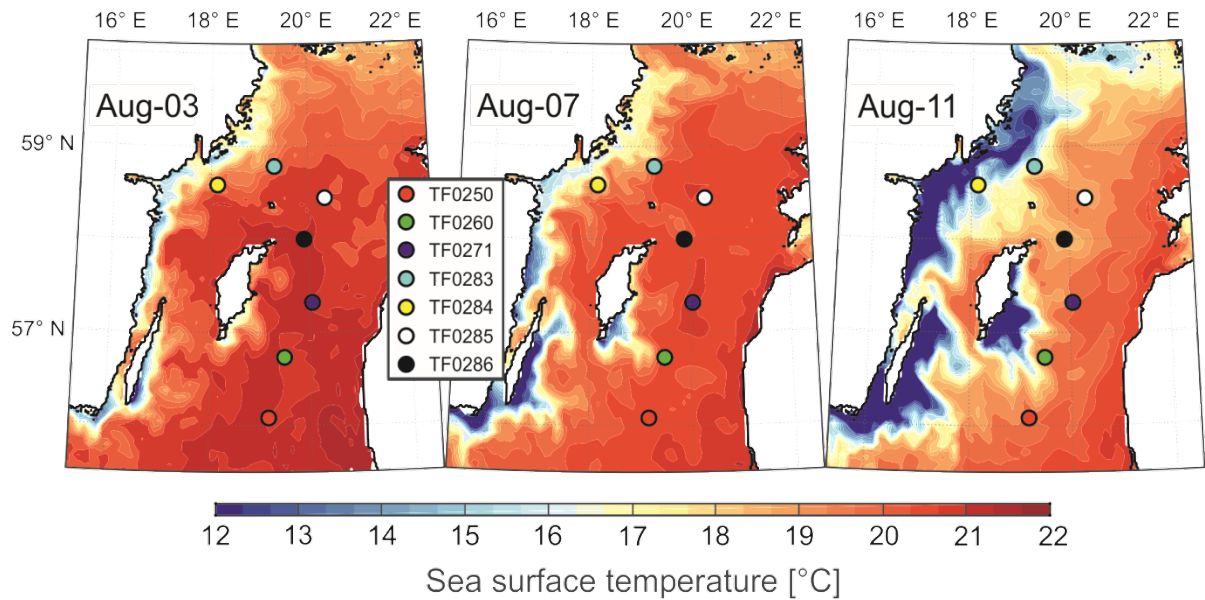 16° E 18° E 20° E 22° E 16° E 18° E 20° E 22° E 16° E 18° E 20° E 22° E
Aug-03 Aug-07 Aug-11
59° N
57° N
TF0250
TF0260
TF0271
TF0283
TF0284
TF0285
TF0286
12 13 14 15 16 17 18 19 20 21 22
Sea surface temperature [°C]